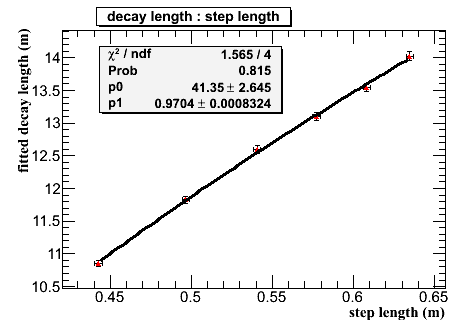 decay length : step length
χ² / ndf 1.565 / 4
Prob 0.815
p0 41.35 ± 2.645
p1 0.9704 ± 0.0008324
fitted decay length (m)
14
13.5
13
12.5
12
11.5
11
10.5
0.45 0.5 0.55 0.6 0.65
step length (m)